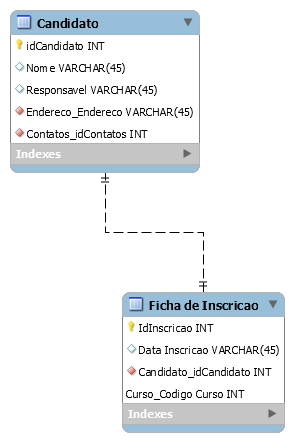 Candidato
idCandidato INT
Nome VARCHAR(45)
Responsavel VARCHAR(45)
Endereco_Endereco VARCHAR(45)
Contatos_idContatos INT
Indexes
Ficha de Inscricao
IdInscricao INT
Data Inscricao VARCHAR(45)
Candidato_idCandidato INT
Curso_Codigo Curso INT
Indexes